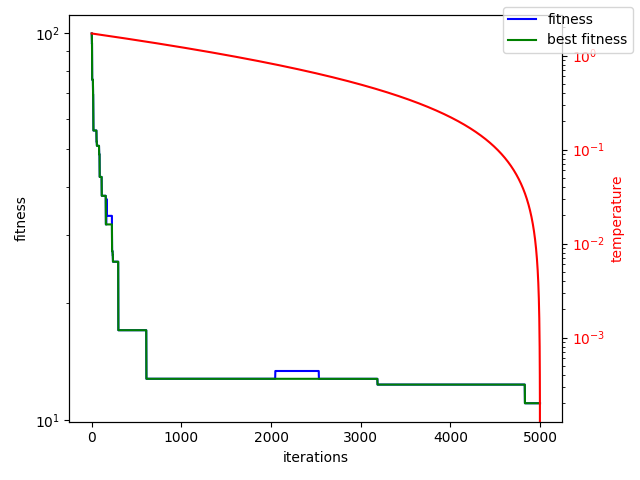 fitness
best fitness
10²
10¹
fitness
0
1000
2000
3000
4000
5000
iterations
10⁰
10⁻¹
10⁻²
10⁻³
temperature